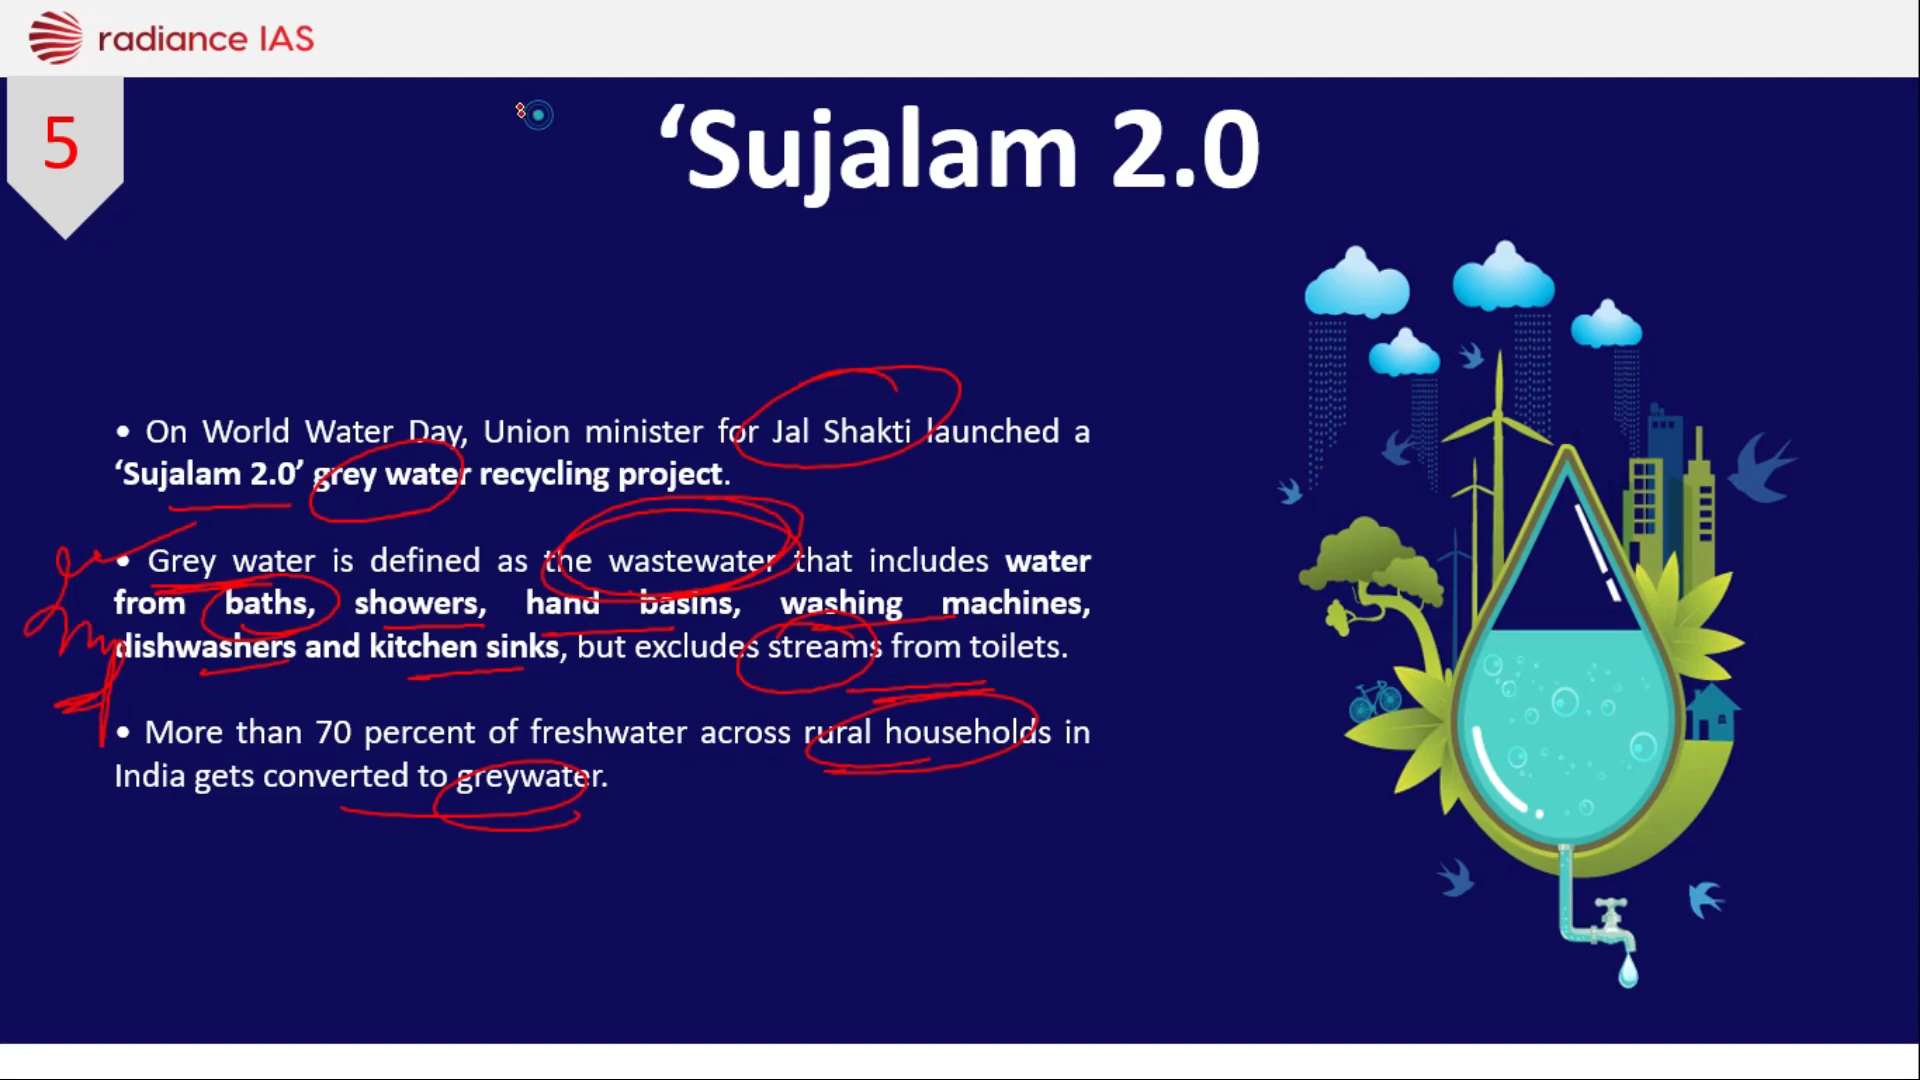 radiance IAS
5
‘Sujalam 2.0
• On World Water Day, Union minister for Jal Shakti launched a
‘Sujalam 2.0’ grey water recycling project.
• Grey water is defined as the wastewater that includes water
from baths, showers, hand basins, washing machines,
dishwashers and kitchen sinks, but excludes streams from toilets.
• More than 70 percent of freshwater across rural households in
India gets converted to greywater.